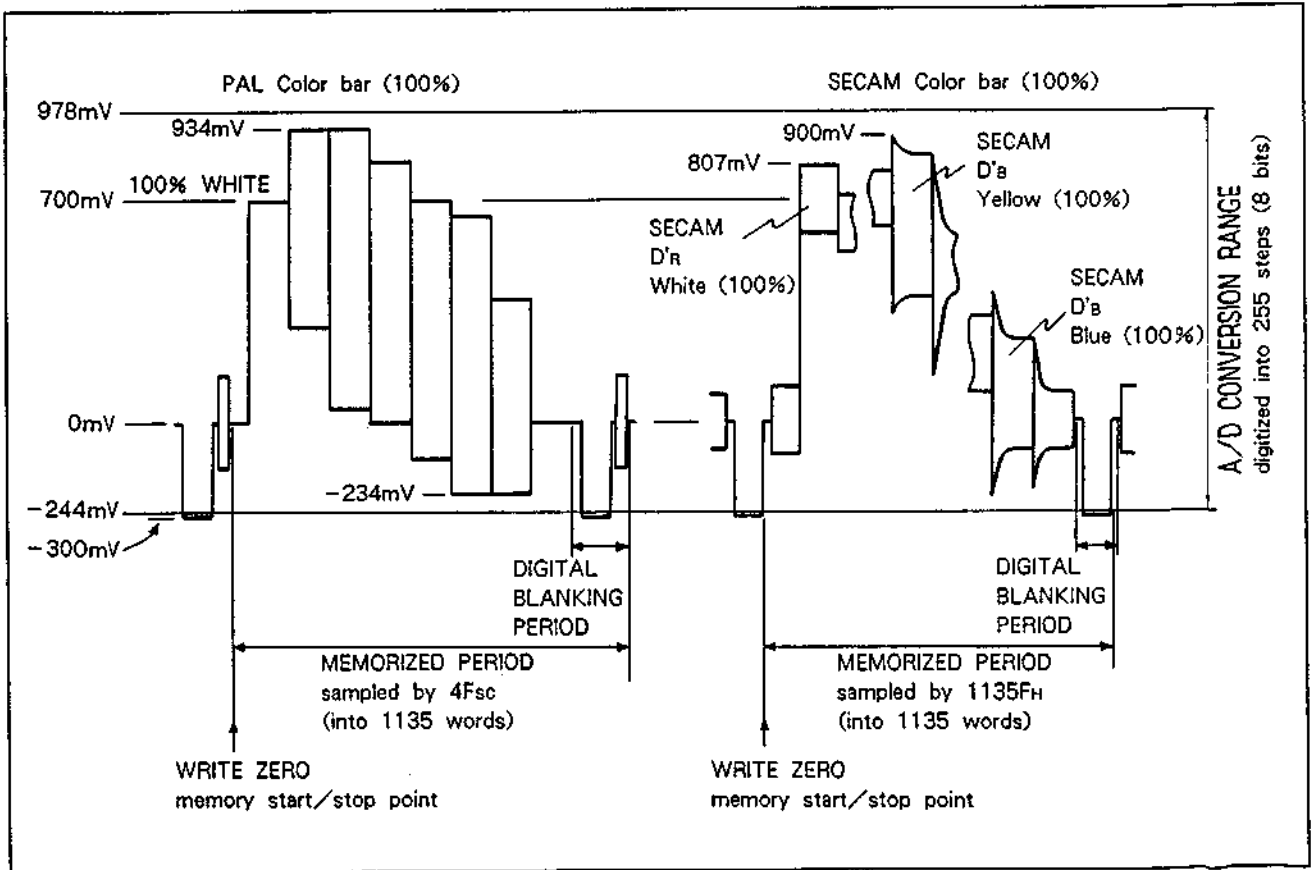 PAL Color bar (100%)
SECAM Color bar (100%)
978mV
934mV
900mV
807mV
SECAM
D'B
Yellow (100%)
100% WHITE
700mV
SECAM
D'R
White (100%)
SECAM
D'B
Blue (100%)
A/D CONVERSION RANGE
digitized into 255 steps (8 bits)
0mV
-234mV
-244mV
-300mV
DIGITAL
BLANKING
PERIOD
DIGITAL
BLANKING
PERIOD
MEMORIZED PERIOD
sampled by 4Fsc
(into 1135 words)
MEMORIZED PERIOD
sampled by 1135FH
(into 1135 words)
WRITE ZERO
memory start/stop point
WRITE ZERO
memory start/stop point